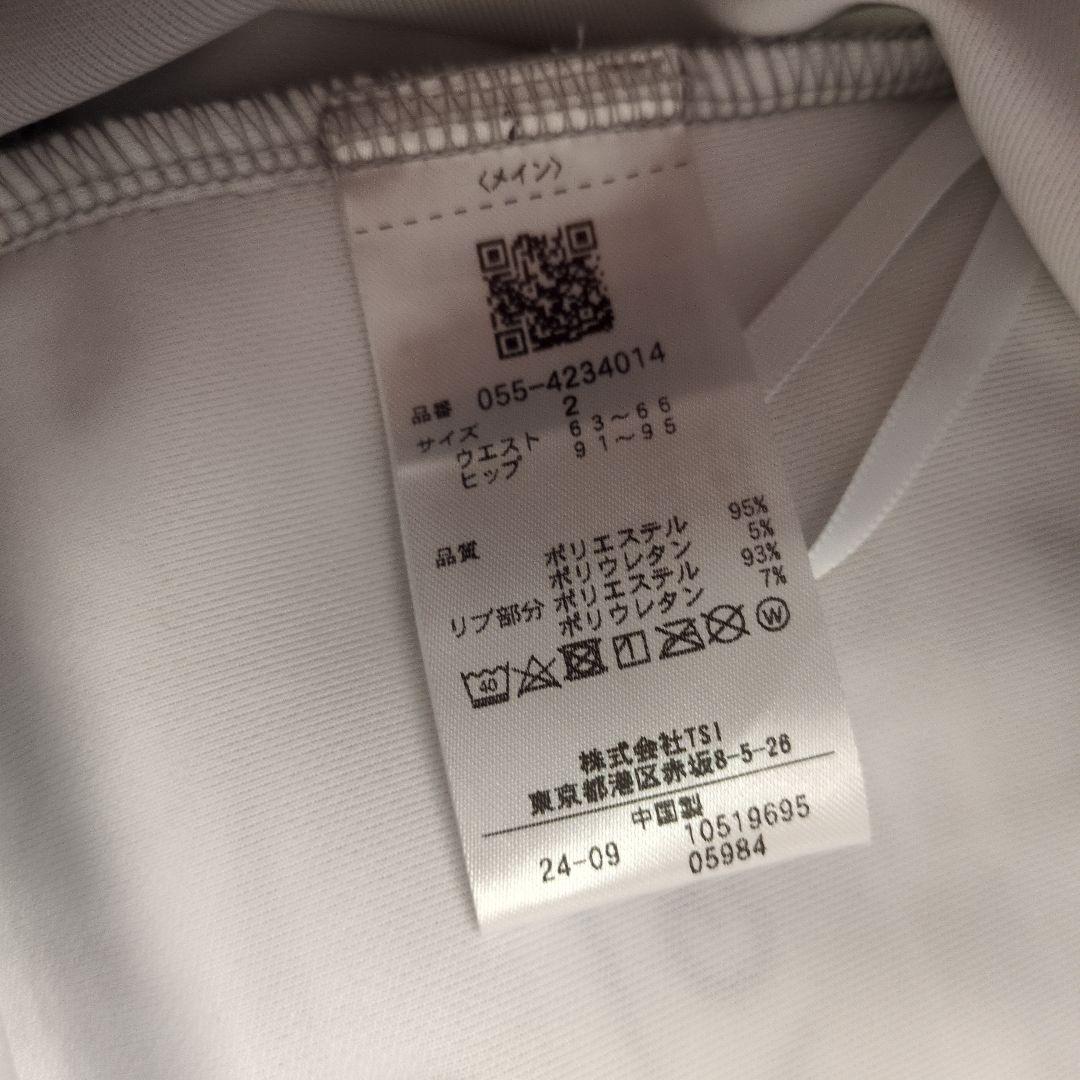 〈メイン〉
品番 055-4234014
サイズ 2
ウエスト 63～66
ヒップ 91～95
品質 ポリエステル 95%
ポリウレタン 5%
リブ部分 ポリエステル 93%
ポリウレタン 7%
40 W
株式会社TSI
東京都港区赤坂8-5-26
中国製
24-09 10519695
05984